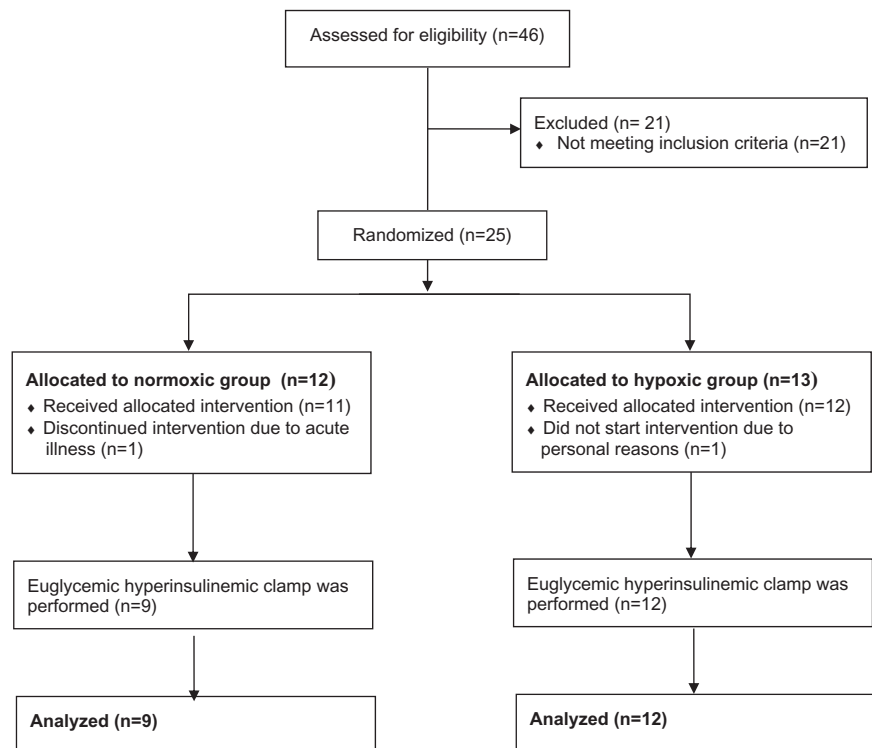 Assessed for eligibility (n=46)
Excluded (n= 21)
♦ Not meeting inclusion criteria (n=21)
Randomized (n=25)
Allocated to normoxic group (n=12)
♦ Received allocated intervention (n=11)
♦ Discontinued intervention due to acute
illness (n=1)
Allocated to hypoxic group (n=13)
♦ Received allocated intervention (n=12)
♦ Did not start intervention due to
personal reasons (n=1)
Euglycemic hyperinsulinemic clamp was
performed (n=9)
Euglycemic hyperinsulinemic clamp was
performed (n=12)
Analyzed (n=9)
Analyzed (n=12)